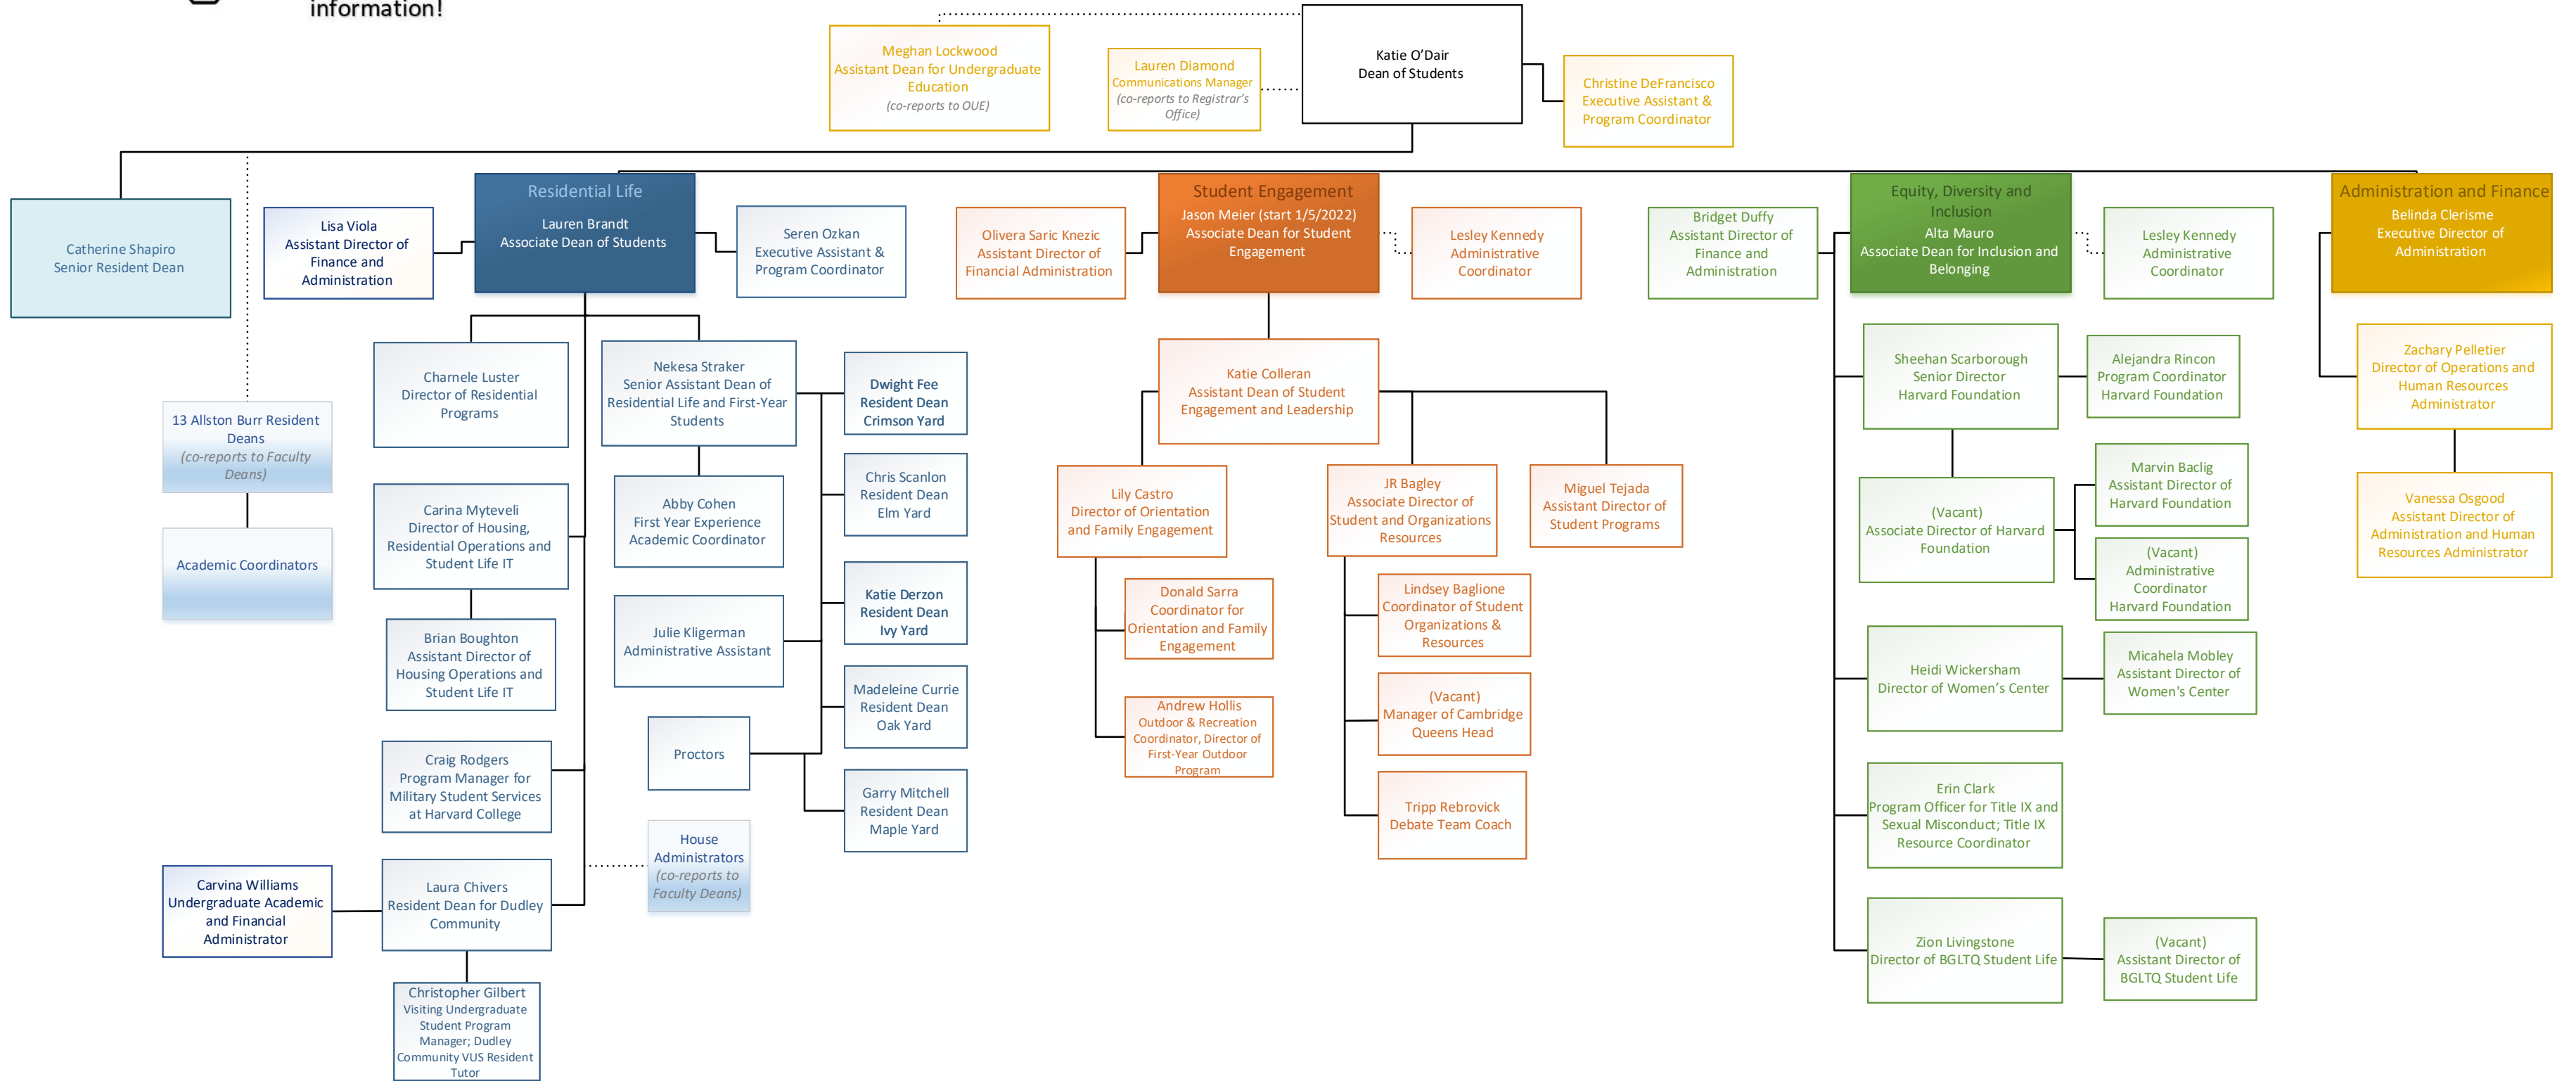 information!
Meghan Lockwood
Assistant Dean for Undergraduate
Education
(co-reports to OUE)
Lauren Diamond
Communications Manager
(co-reports to Registrar's
Office)
Katie O'Dair
Dean of Students
Christine DeFrancisco
Executive Assistant &
Program Coordinator
Catherine Shapiro
Senior Resident Dean
Lisa Viola
Assistant Director of
Finance and
Administration
Residential Life
Lauren Brandt
Associate Dean of Students
Seren Ozkan
Executive Assistant &
Program Coordinator
Olivera Saric Knezic
Assistant Director of
Financial Administration
Student Engagement
Jason Meier (start 1/5/2022)
Associate Dean for Student
Engagement
Lesley Kennedy
Administrative
Coordinator
Bridget Duffy
Assistant Director of
Finance and
Administration
Equity, Diversity and
Inclusion
Alta Mauro
Associate Dean for Inclusion and
Belonging
Lesley Kennedy
Administrative
Coordinator
Administration and Finance
Belinda Clerisme
Executive Director of
Administration
13 Allston Burr Resident
Deans
(co-reports to Faculty
Deans)
Academic Coordinators
Charnele Luster
Director of Residential
Programs
Carina Myteveli
Director of Housing,
Residential Operations and
Student Life IT
Brian Boughton
Assistant Director of
Housing Operations and
Student Life IT
Craig Rodgers
Program Manager for
Military Student Services
at Harvard College
Carvina Williams
Undergraduate Academic
and Financial
Administrator
Laura Chivers
Resident Dean for Dudley
Community
Christopher Gilbert
Visiting Undergraduate
Student Program
Manager; Dudley
Community VUS Resident
Tutor
Nekesa Straker
Senior Assistant Dean of
Residential Life and First-Year
Students
Abby Cohen
First Year Experience
Academic Coordinator
Julie Kligerman
Administrative Assistant
Proctors
House
Administrators
(co-reports to
Faculty Deans)
Dwight Fee
Resident Dean
Crimson Yard
Chris Scanlon
Resident Dean
Elm Yard
Katie Derzon
Resident Dean
Ivy Yard
Madeleine Currie
Resident Dean
Oak Yard
Garry Mitchell
Resident Dean
Maple Yard
Katie Colleran
Assistant Dean of Student
Engagement and Leadership
Lily Castro
Director of Orientation
and Family Engagement
Donald Sarra
Coordinator for
Orientation and Family
Engagement
Andrew Hollis
Outdoor & Recreation
Coordinator, Director of
First-Year Outdoor
Program
JR Bagley
Associate Director of
Student and Organizations
Resources
Lindsey Baglione
Coordinator of Student
Organizations &
Resources
(Vacant)
Manager of Cambridge
Queens Head
Tripp Rebrovick
Debate Team Coach
Miguel Tejada
Assistant Director of
Student Programs
Sheehan Scarborough
Senior Director
Harvard Foundation
Alejandra Rincon
Program Coordinator
Harvard Foundation
(Vacant)
Associate Director of Harvard
Foundation
Marvin Baclig
Assistant Director of
Harvard Foundation
(Vacant)
Administrative
Coordinator
Harvard Foundation
Heidi Wickersham
Director of Women's Center
Micahela Mobley
Assistant Director of
Women's Center
Erin Clark
Program Officer for Title IX and
Sexual Misconduct; Title IX
Resource Coordinator
Zion Livingstone
Director of BGLTQ Student Life
(Vacant)
Assistant Director of
BGLTQ Student Life
Zachary Pelletier
Director of Operations and
Human Resources
Administrator
Vanessa Osgood
Assistant Director of
Administration and Human
Resources Administrator